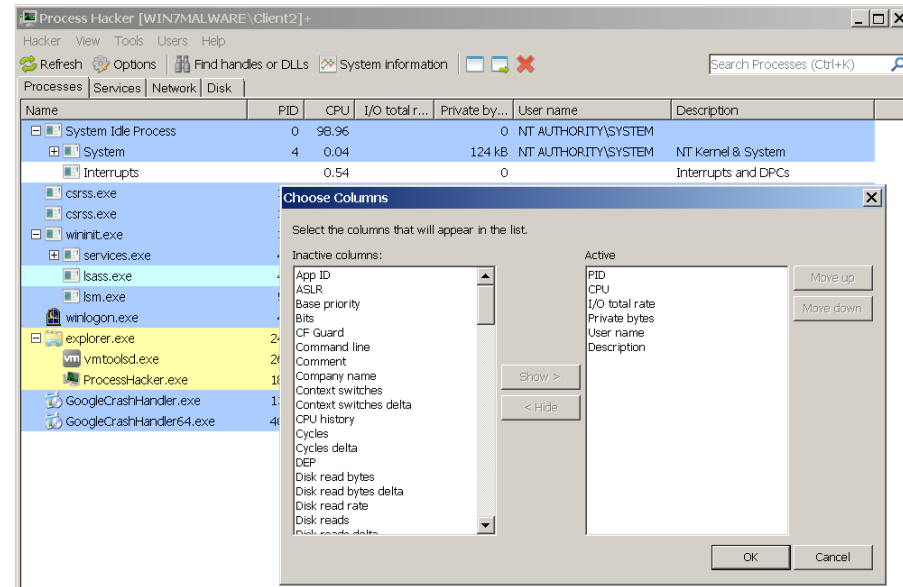 Process Hacker [WIN7MALWARE\Client2]+
Hacker View Tools Users Help
Refresh Options Find handles or DLLs System information Search Processes (Ctrl+K)
Processes Services Network Disk
Name PID CPU I/O total r... Private by... User name Description
System Idle Process 0 98.96 0 NT AUTHORITY\SYSTEM
System 4 0.04 124 kB NT AUTHORITY\SYSTEM NT Kernel & System
Interrupts 0.54 0 Interrupts and DPCs
csrss.exe
csrss.exe
wininit.exe
services.exe
lsass.exe
lsm.exe
winlogon.exe
explorer.exe
vm vmtoolsd.exe
ProcessHacker.exe
GoogleCrashHandler.exe
GoogleCrashHandler64.exe
Choose Columns
Select the columns that will appear in the list.
Inactive columns:
App ID
ASLR
Base priority
Bits
CF Guard
Command line
Comment
Company name
Context switches
Context switches delta
CPU history
Cycles
Cycles delta
DEP
Disk read bytes
Disk read bytes delta
Disk read rate
Disk reads
Disk reads delta
Show >
< Hide
Active
PID
CPU
I/O total rate
Private bytes
User name
Description
Move up
Move down
OK Cancel